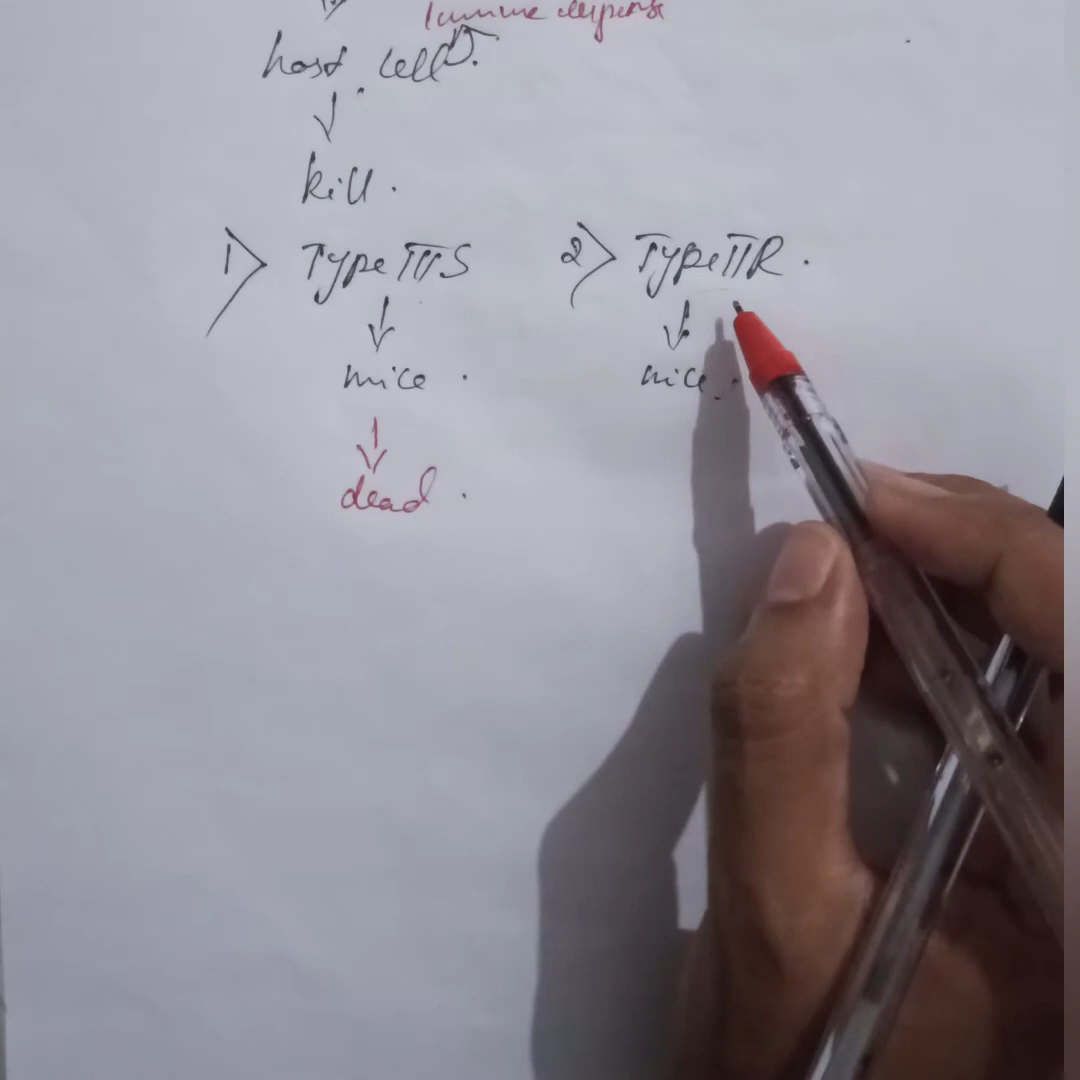 host cell
kill.
1) Type III S 2) Type II R.
mice. mice.
dead.